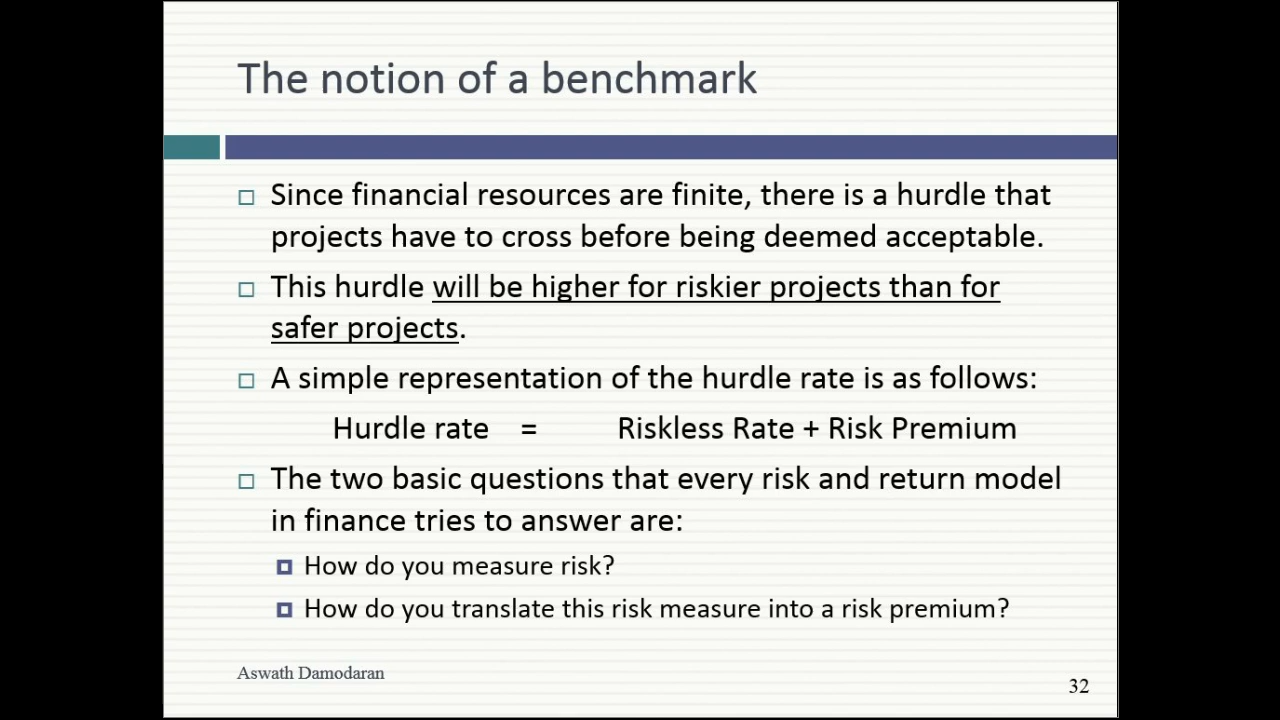 The notion of a benchmark
Since financial resources are finite, there is a hurdle that
projects have to cross before being deemed acceptable.
This hurdle will be higher for riskier projects than for
safer projects.
A simple representation of the hurdle rate is as follows:
Hurdle rate = Riskless Rate + Risk Premium
The two basic questions that every risk and return model
in finance tries to answer are:
How do you measure risk?
How do you translate this risk measure into a risk premium?
Aswath Damodaran
32